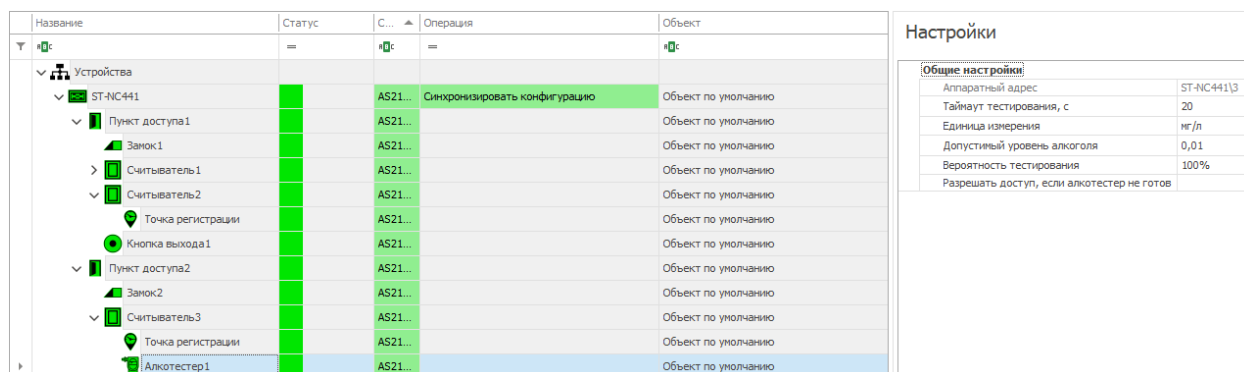 Название Статус С... Операция Объект
Устройства
ST-NC441 AS21... Синхронизировать конфигурацию Объект по умолчанию
Пункт доступа1 AS21... Объект по умолчанию
Замок1 AS21... Объект по умолчанию
Считыватель1 AS21... Объект по умолчанию
Считыватель2 AS21... Объект по умолчанию
Точка регистрации AS21... Объект по умолчанию
Кнопка выхода1 AS21... Объект по умолчанию
Пункт доступа2 AS21... Объект по умолчанию
Замок2 AS21... Объект по умолчанию
Считыватель3 AS21... Объект по умолчанию
Точка регистрации AS21... Объект по умолчанию
Алкотестер1 AS21... Объект по умолчанию
Настройки
Общие настройки
Аппаратный адрес ST-NC441\3
Таймаут тестирования, с 20
Единица измерения мг/л
Допустимый уровень алкоголя 0,01
Вероятность тестирования 100%
Разрешать доступ, если алкотестер не готов